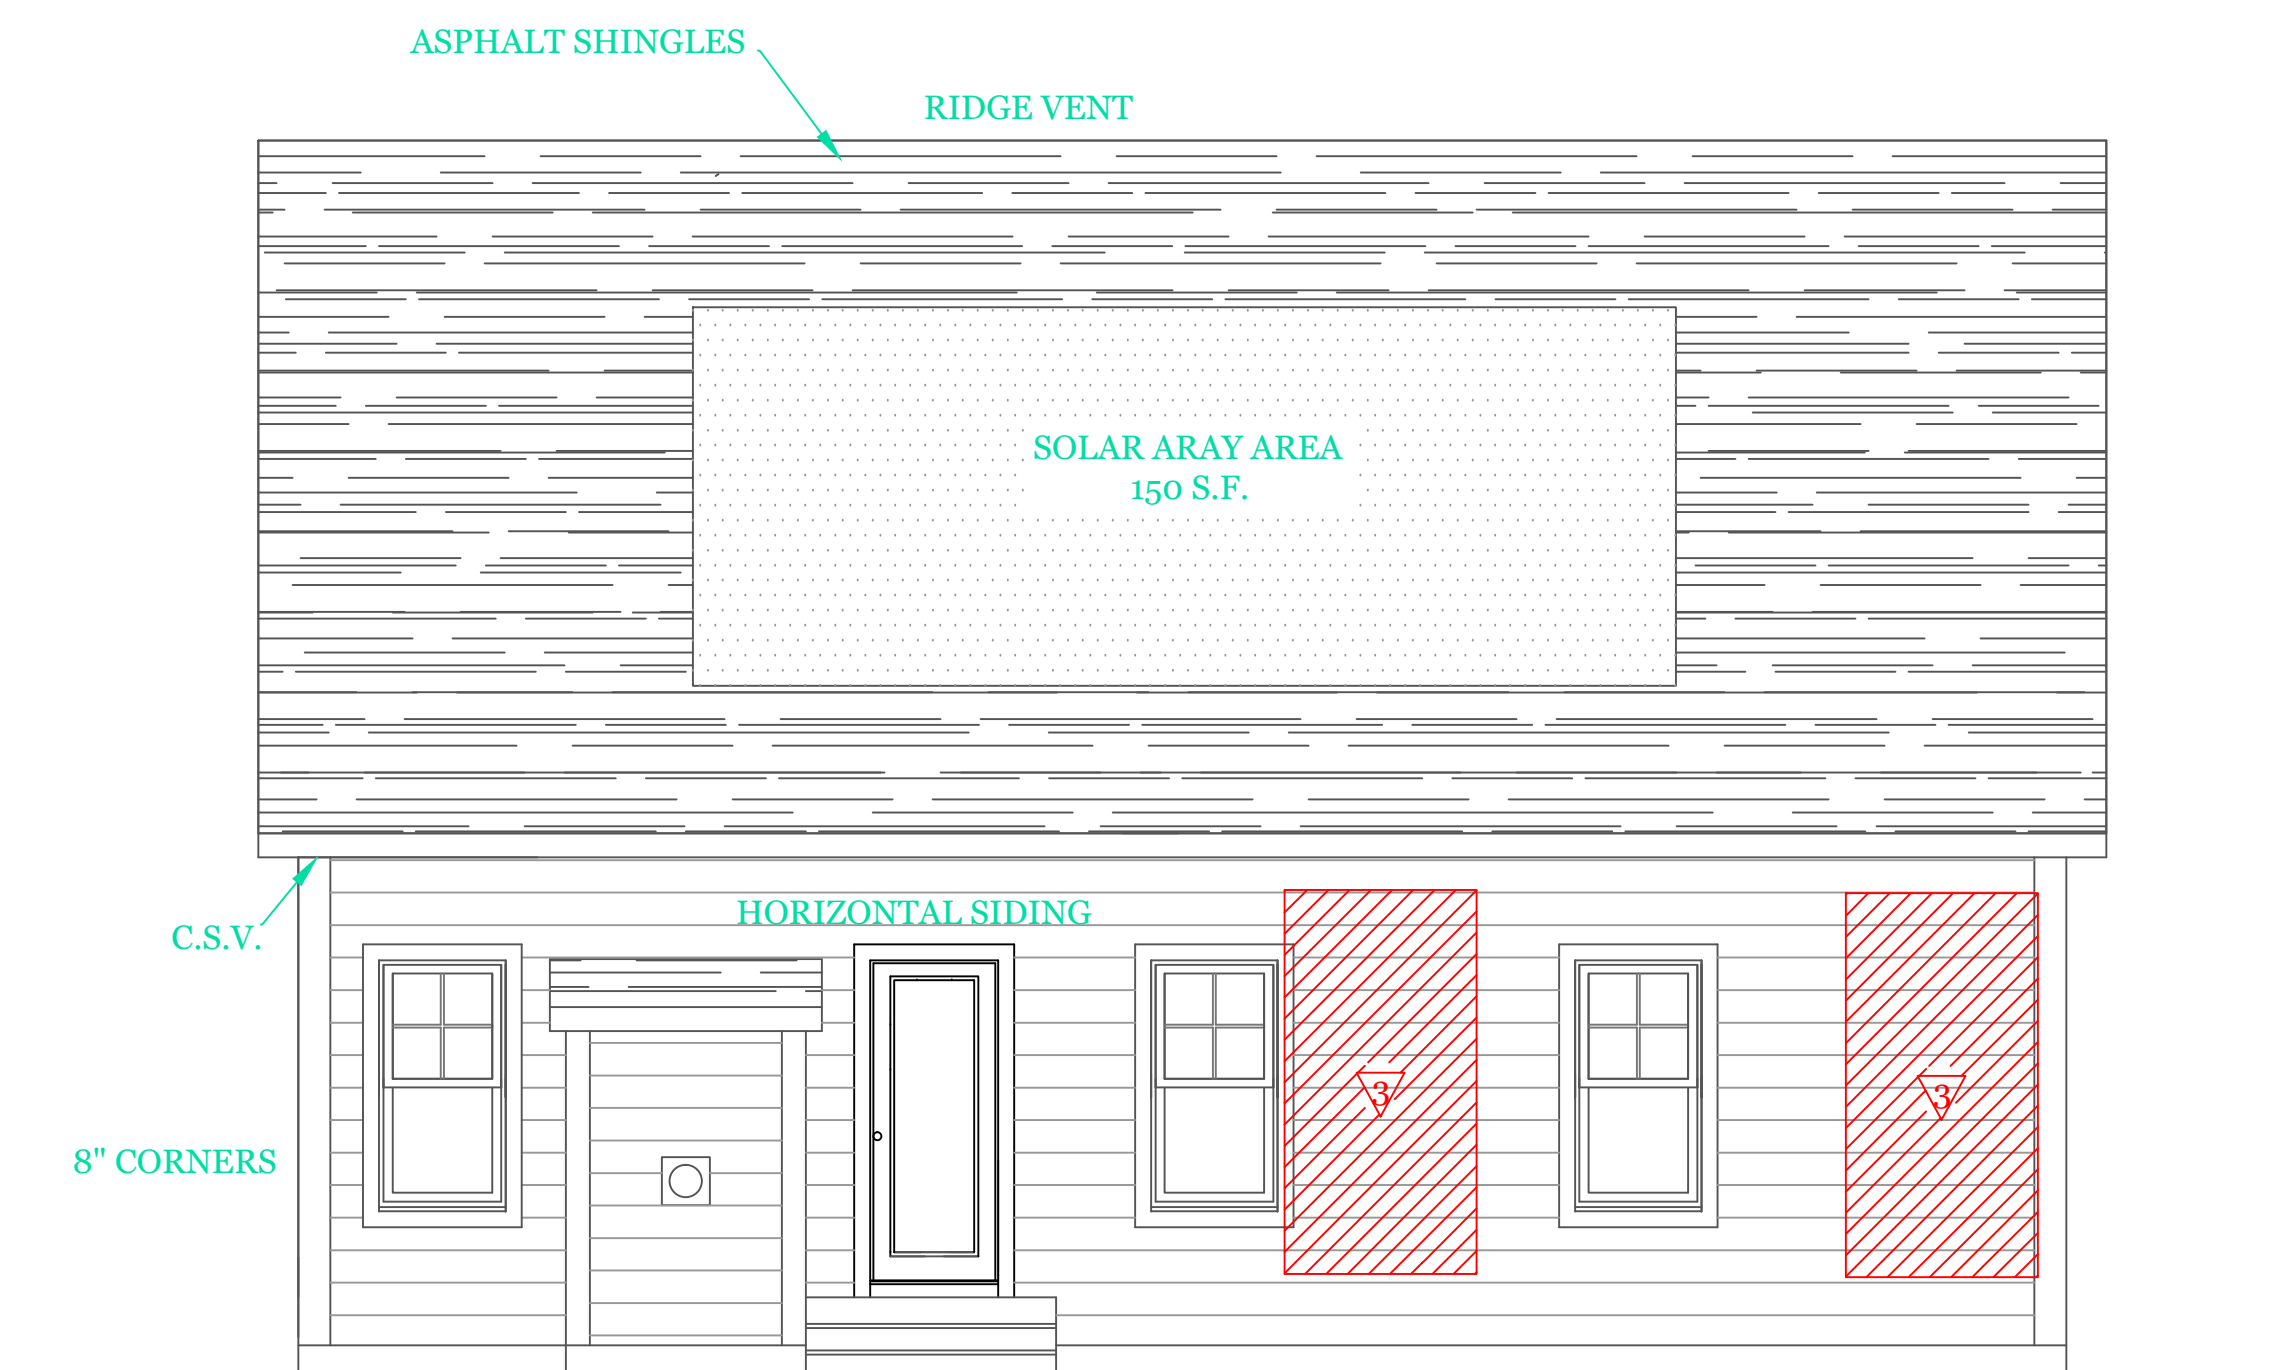 ASPHALT SHINGLES
RIDGE VENT
SOLAR ARAY AREA
150 S.F.
HORIZONTAL SIDING
C.S.V.
3
3
8" CORNERS